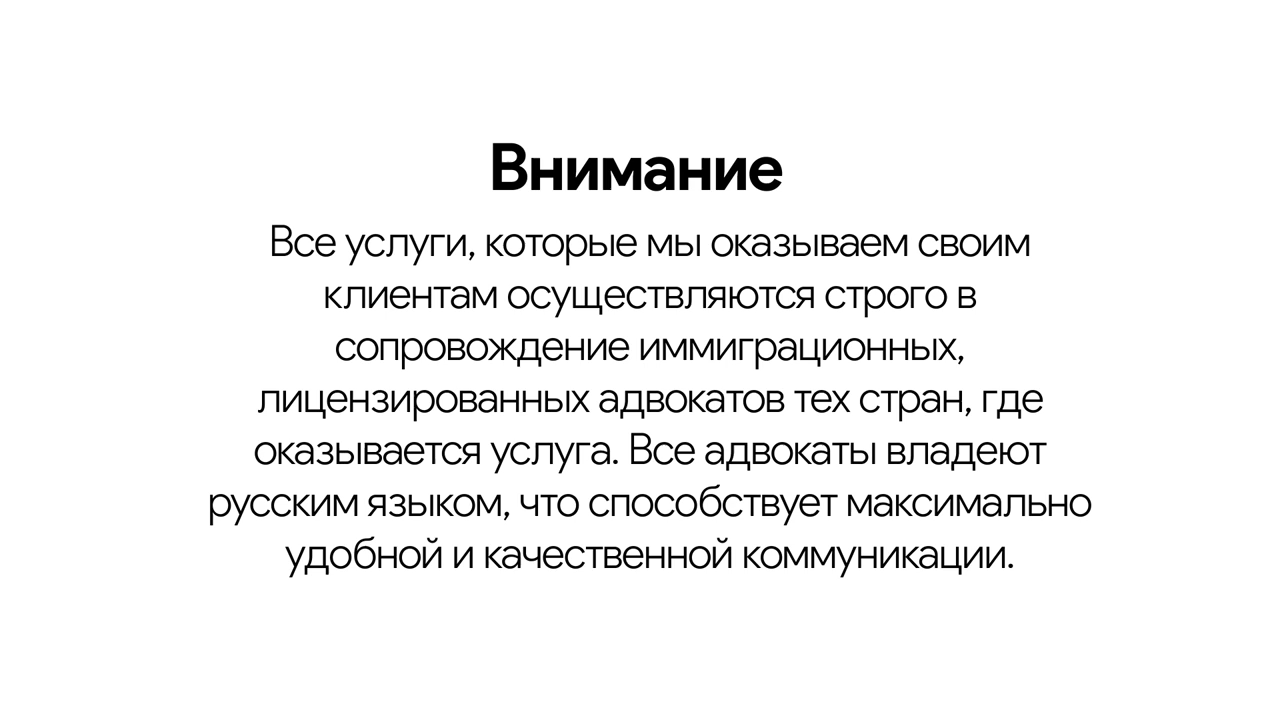 Внимание
Все услуги, которые мы оказываем своим
клиентам осуществляются строго в
сопровождение иммиграционных,
лицензированных адвокатов тех стран, где
оказывается услуга. Все адвокаты владеют
русским языком, что способствует максимально
удобной и качественной коммуникации.